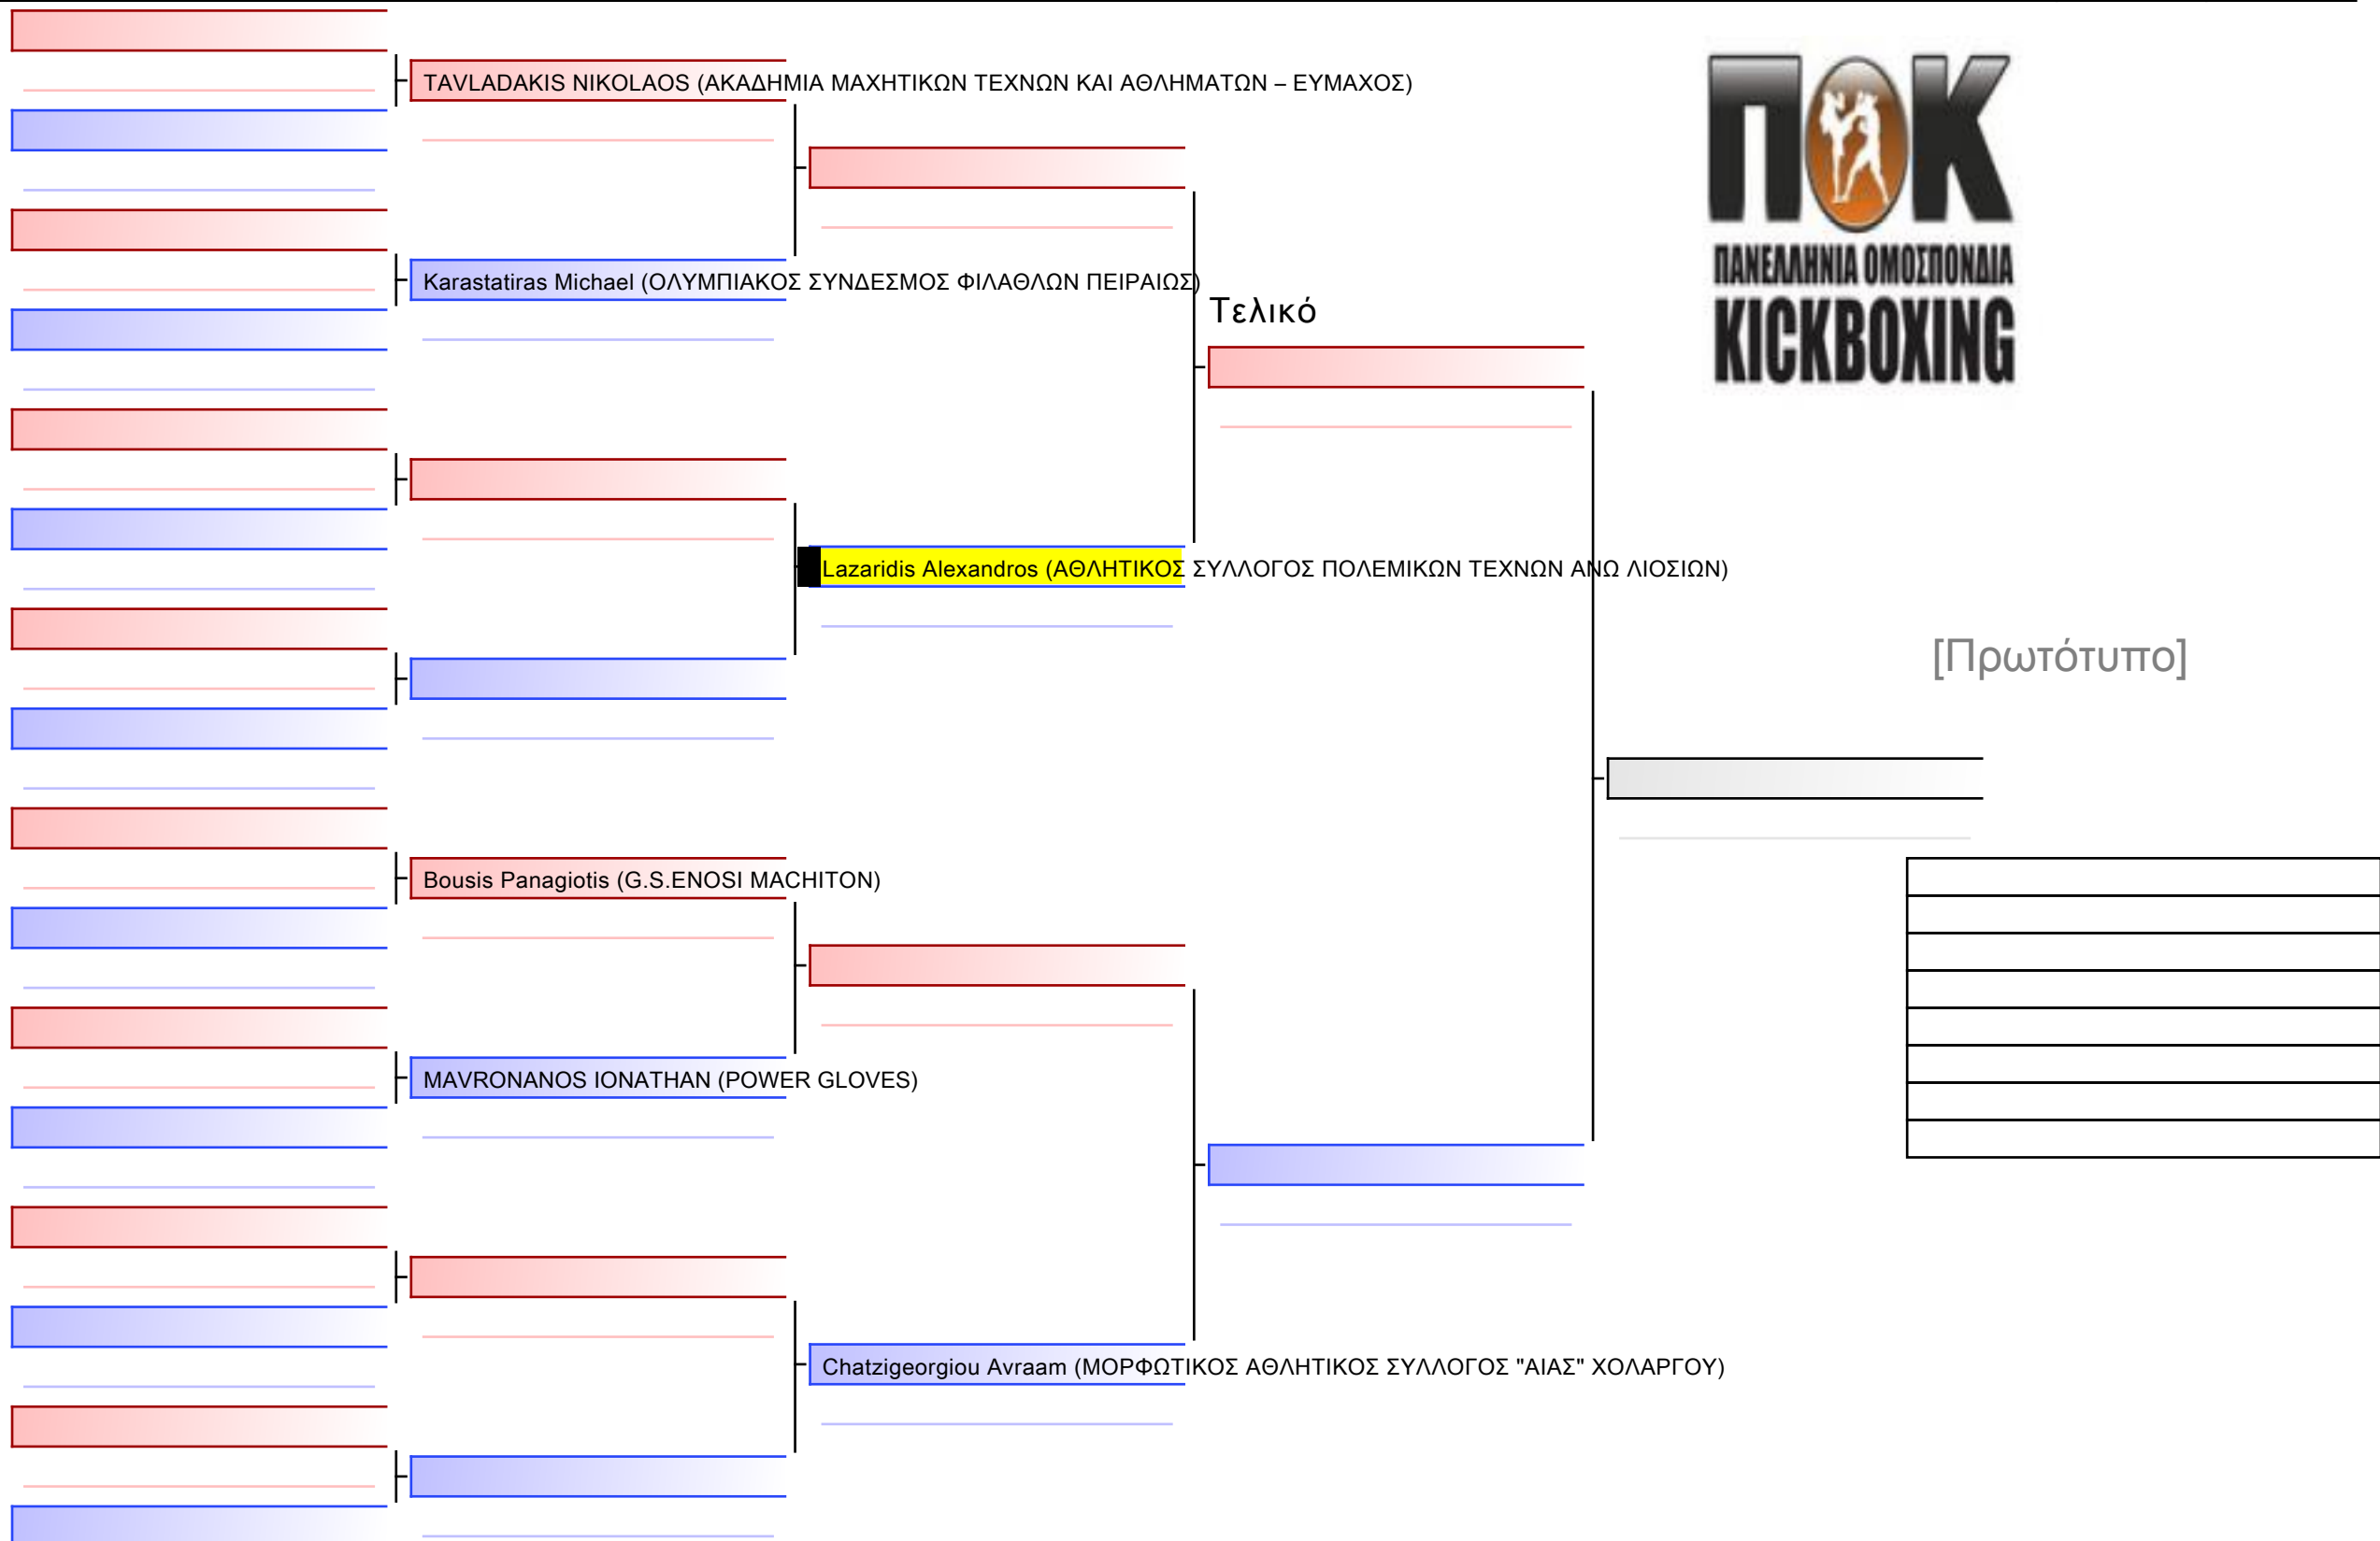 TAVLADAKIS NIKOLAOS (ΑΚΑΔΗΜΙΑ ΜΑΧΗΤΙΚΩΝ ΤΕΧΝΩΝ ΚΑΙ ΑΘΛΗΜΑΤΩΝ – ΕΥΜΑΧΟΣ)
ΠΟΚ
ΠΑΝΕΛΛΗΝΙΑ ΟΜΟΣΠΟΝΔΙΑ
KICKBOXING
Karastatiras Michael (ΟΛΥΜΠΙΑΚΟΣ ΣΥΝΔΕΣΜΟΣ ΦΙΛΑΘΛΩΝ ΠΕΙΡΑΙΩΣ)
Τελικό
Lazaridis Alexandros (ΑΘΛΗΤΙΚΟΣ ΣΥΛΛΟΓΟΣ ΠΟΛΕΜΙΚΩΝ ΤΕΧΝΩΝ ΑΝΩ ΛΙΟΣΙΩΝ)
[Πρωτότυπο]
Bousis Panagiotis (G.S.ENOSI MACHITON)
MAVRONANOS IONATHAN (POWER GLOVES)
Chatzigeorgiou Avraam (ΜΟΡΦΩΤΙΚΟΣ ΑΘΛΗΤΙΚΟΣ ΣΥΛΛΟΓΟΣ "ΑΙΑΣ" ΧΟΛΑΡΓΟΥ)